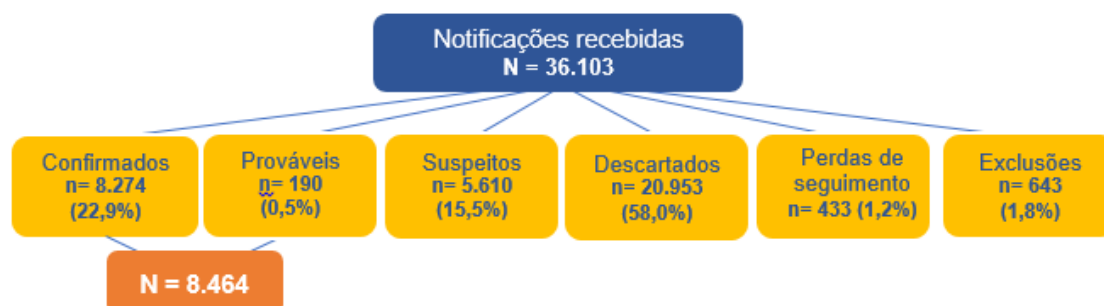 Notificações recebidas
N = 36.103
Confirmados
n= 8.274
(22,9%)
Prováveis
n= 190
(0,5%)
Suspeitos
n= 5.610
(15,5%)
Descartados
n= 20.953
(58,0%)
Perdas de
seguimento
n= 433 (1,2%)
Exclusões
n= 643
(1,8%)
N = 8.464